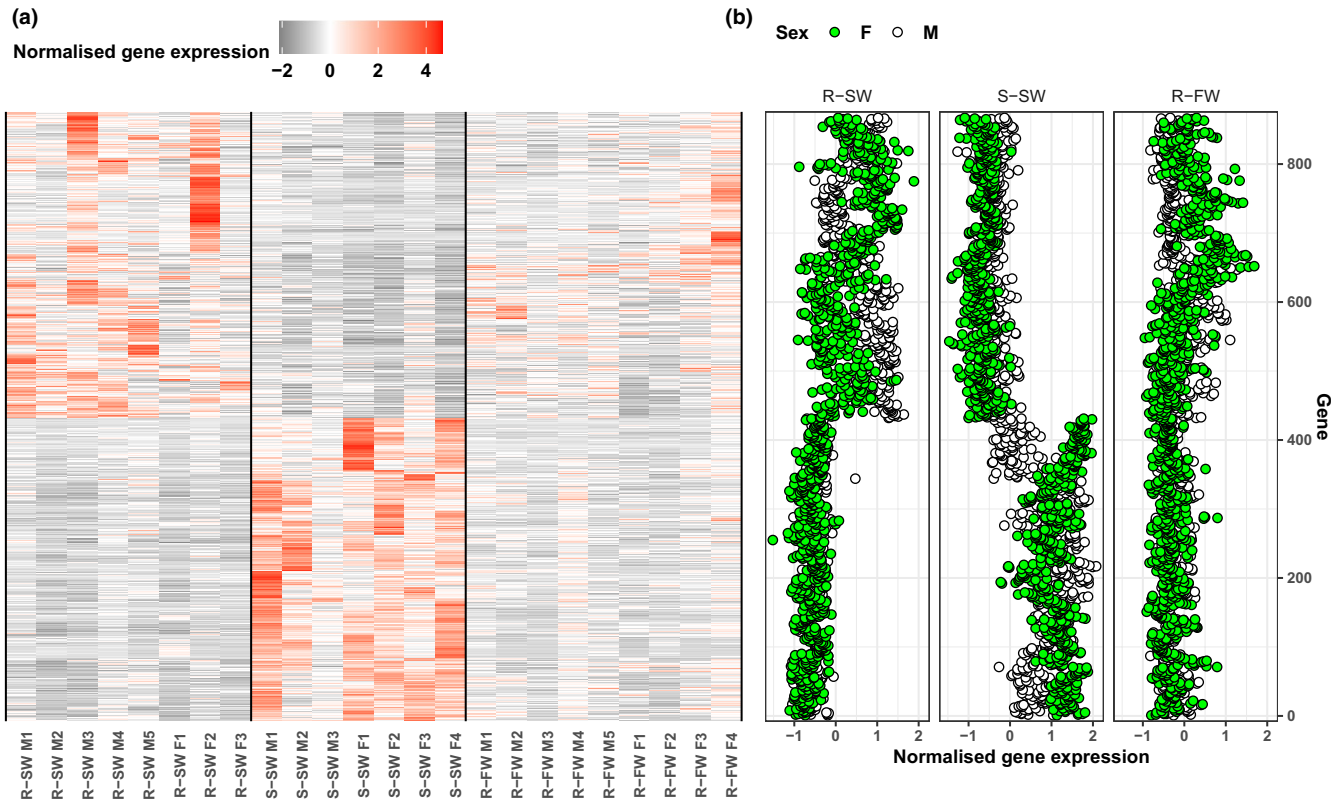 (a)
Normalised gene expression
−2 0 2 4
R−SW M1
R−SW M2
R−SW M3
R−SW M4
R−SW M5
R−SW F1
R−SW F2
R−SW F3
S−SW M1
S−SW M2
S−SW M3
S−SW F1
S−SW F2
S−SW F3
S−SW F4
R−FW M1
R−FW M2
R−FW M3
R−FW M4
R−FW M5
R−FW F1
R−FW F2
R−FW F3
R−FW F4
(b)
Sex F M
R−SW S−SW R−FW
800
600
400
200
0
Gene
−1 0 1 2 −1 0 1 2 −1 0 1 2
Normalised gene expression